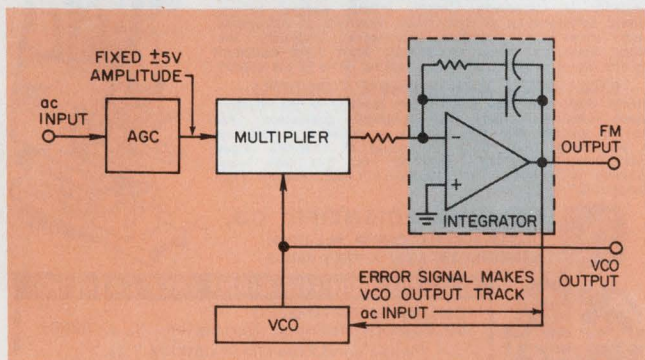 FIXED ±5V
AMPLITUDE
ac
INPUT
AGC
MULTIPLIER
-
+
INTEGRATOR
FM
OUTPUT
VCO
OUTPUT
ERROR SIGNAL MAKES
VCO OUTPUT TRACK
ac INPUT
VCO